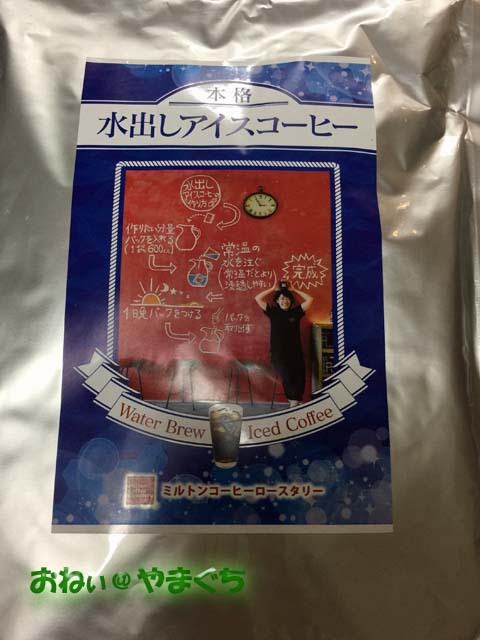 本格
水出しアイスコーヒー
水出し
アイスコーヒーの
作り方
作りたい分量
パックを入れる
(1袋600cc)
常温の
水を注ぐ
(常温だとより
浸透しやすい)
完成
1日晩パックをつける
パックを
取り出す
Water Brew Iced Coffee
ミルトンコーヒーロースタリー
おねぃ@やまぐち